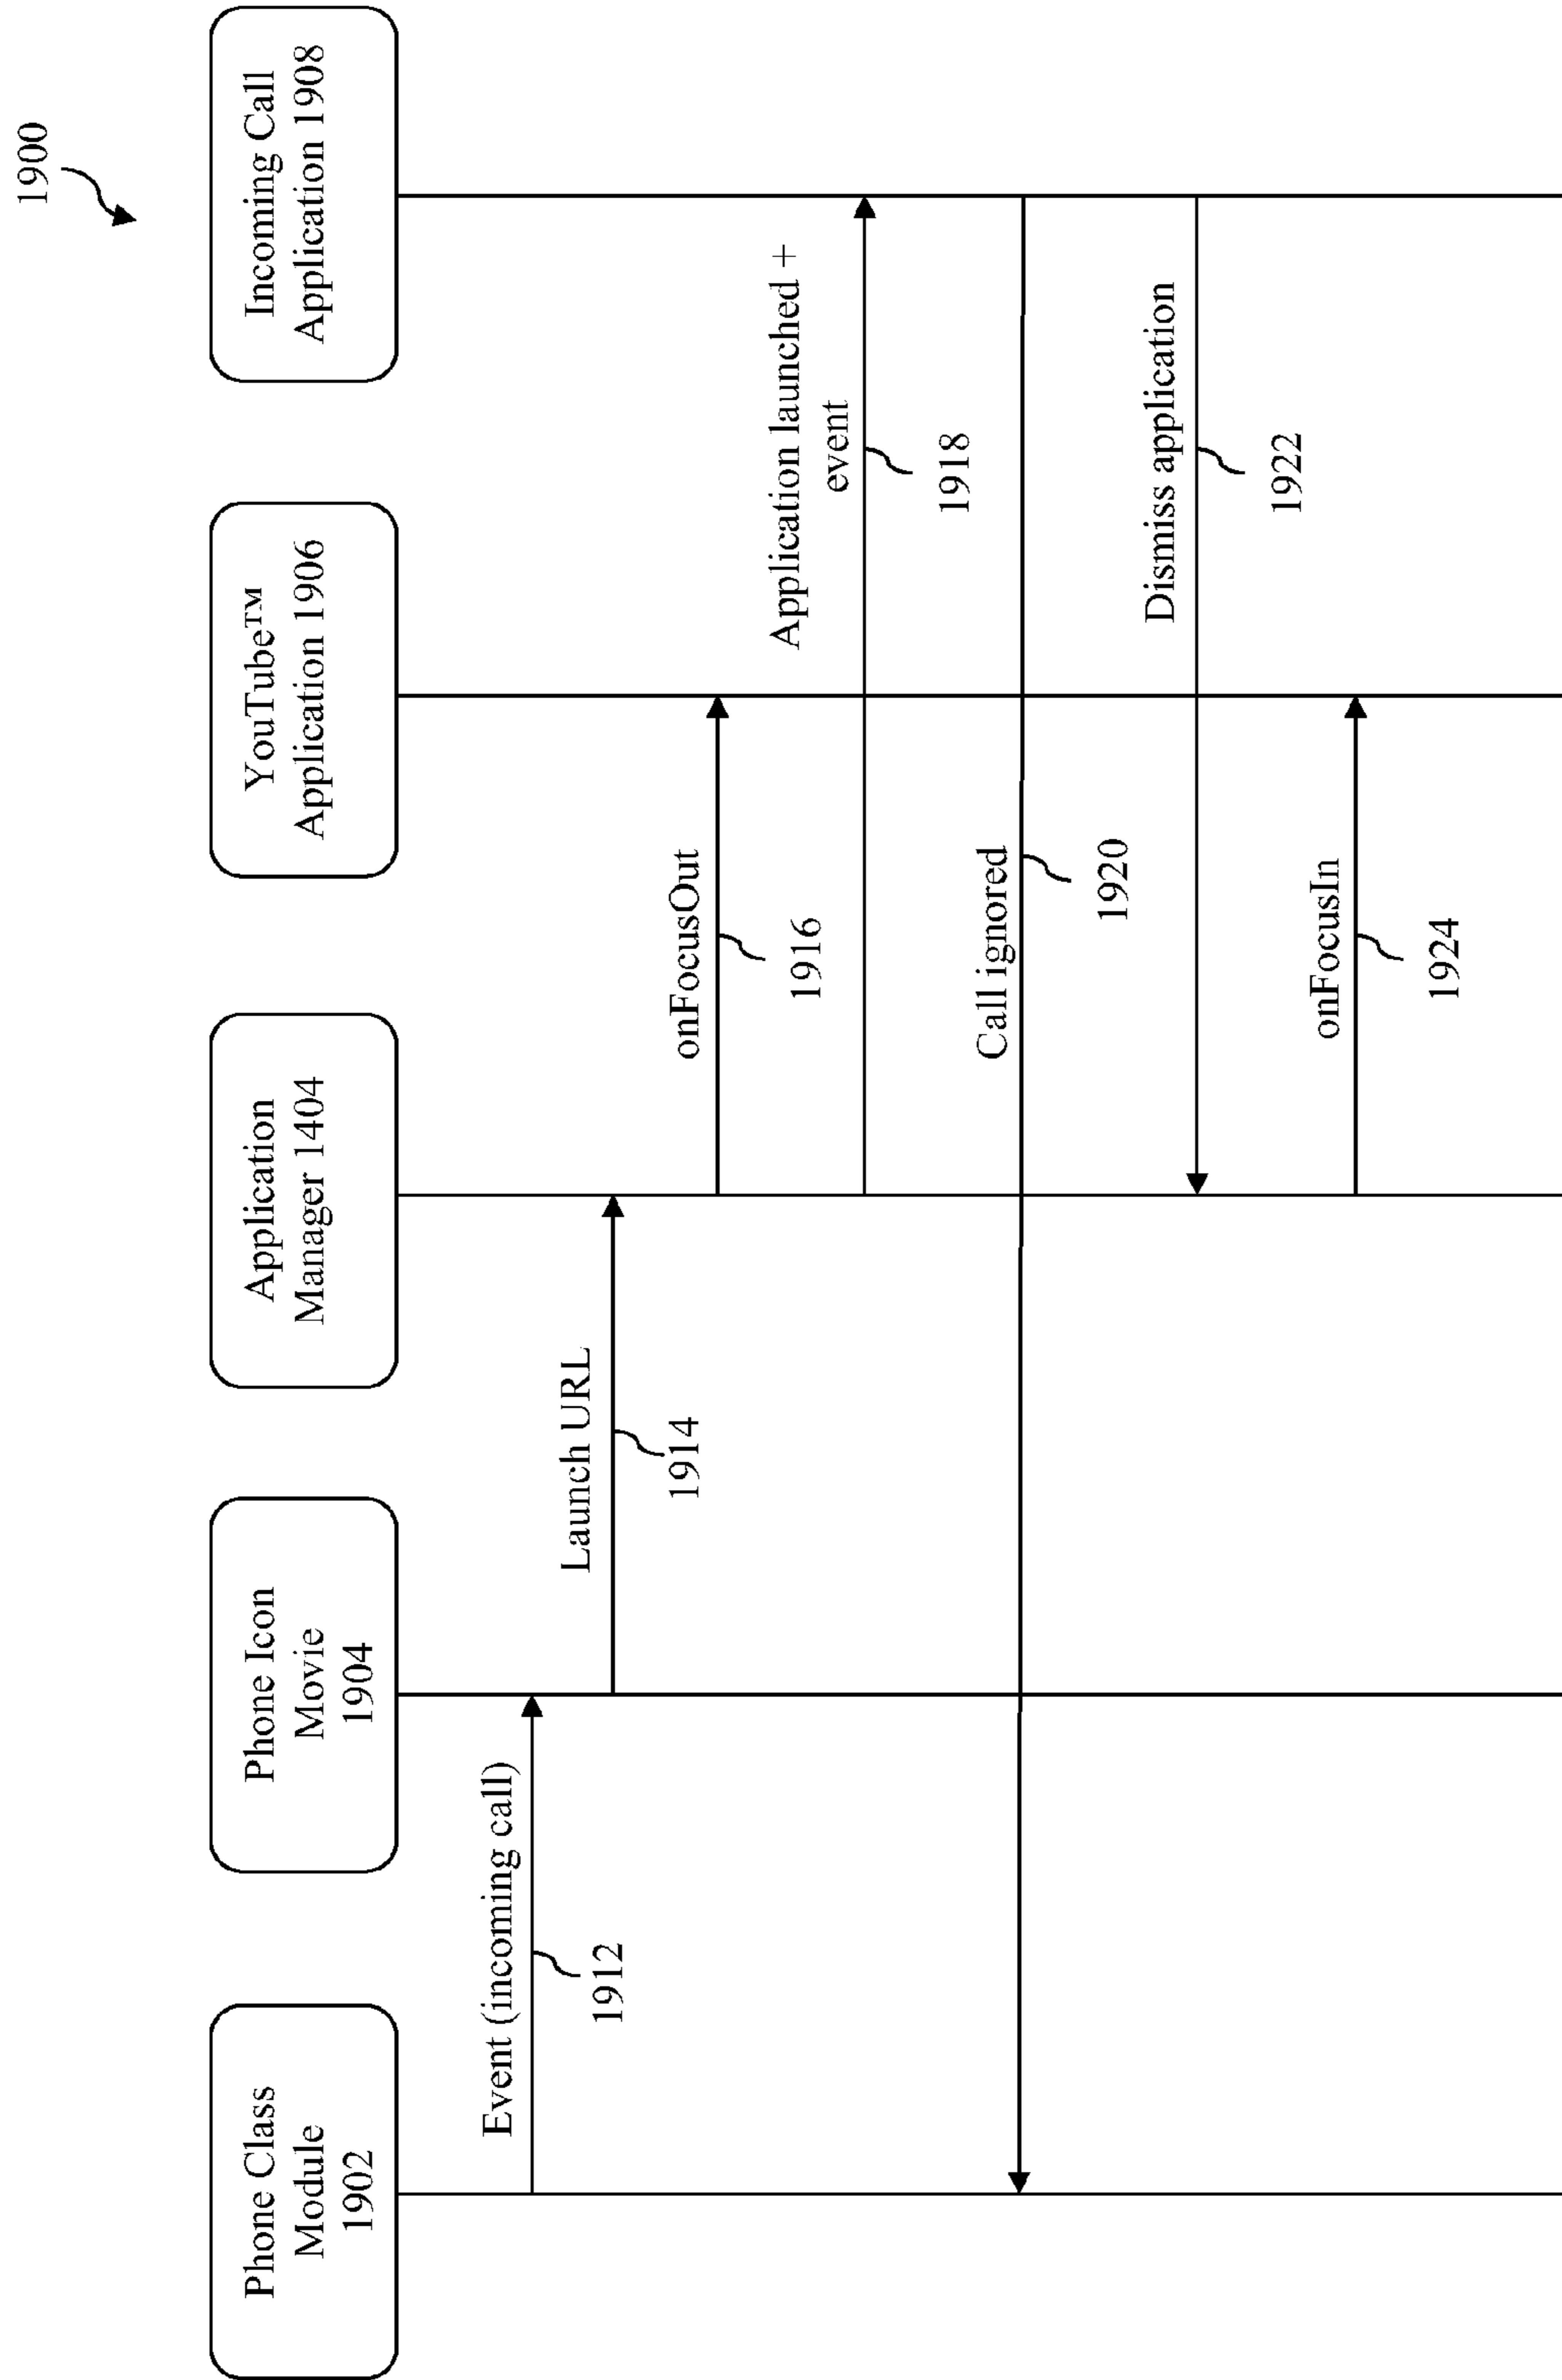 1900
Phone Class
Module
1902
Phone Icon
Movie
1904
Application
Manager 1404
YouTube™
Application 1906
Incoming Call
Application 1908
Event (incoming call)
1912
Launch URL
1914
onFocusOut
1916
Application launched +
event
1918
Call ignored
1920
Dismiss application
1922
onFocusIn
1924